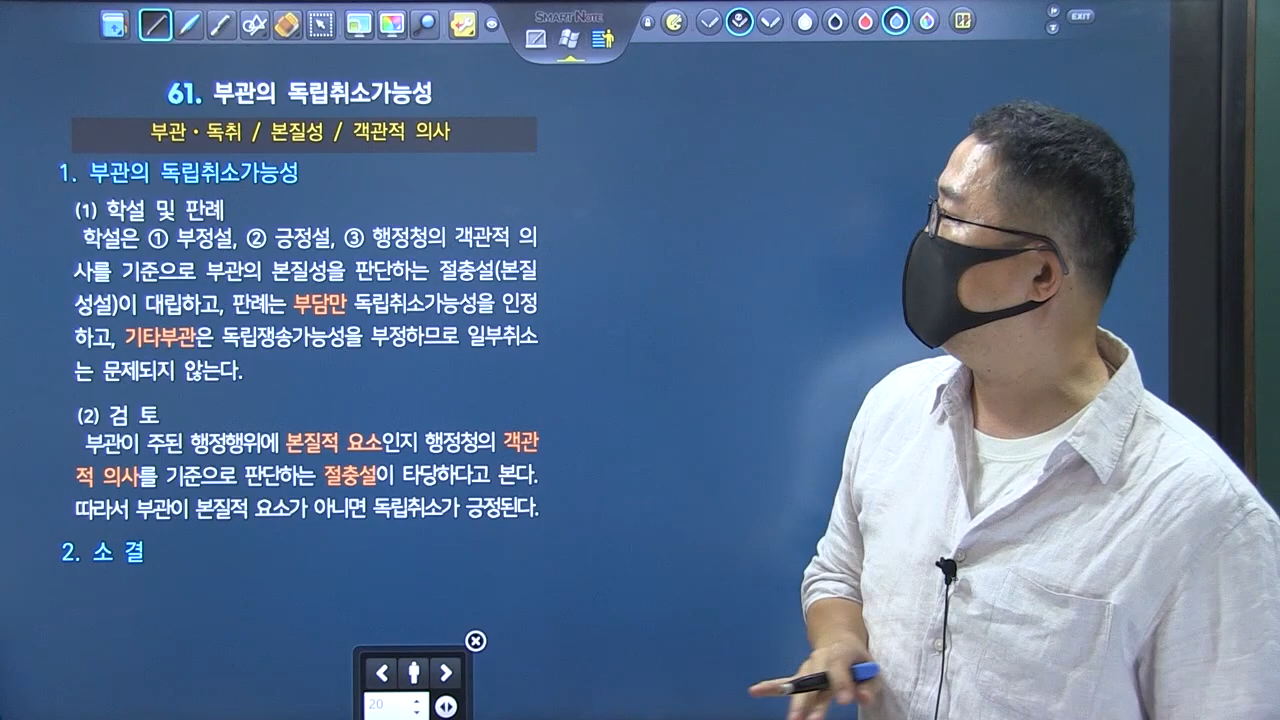 SMART NOTE
EXIT
61. 부관의 독립취소가능성
부관·독취 / 본질성 / 객관적 의사
1. 부관의 독립취소가능성
(1) 학설 및 판례
학설은 ① 부정설, ② 긍정설, ③ 행정청의 객관적 의
사를 기준으로 부관의 본질성을 판단하는 절충설(본질
성설)이 대립하고, 판례는 부담만 독립취소가능성을 인정
하고, 기타부관은 독립쟁송가능성을 부정하므로 일부취소
는 문제되지 않는다.
(2) 검 토
부관이 주된 행정행위에 본질적 요소인지 행정청의 객관
적 의사를 기준으로 판단하는 절충설이 타당하다고 본다.
따라서 부관이 본질적 요소가 아니면 독립취소가 긍정된다.
2. 소 결
20